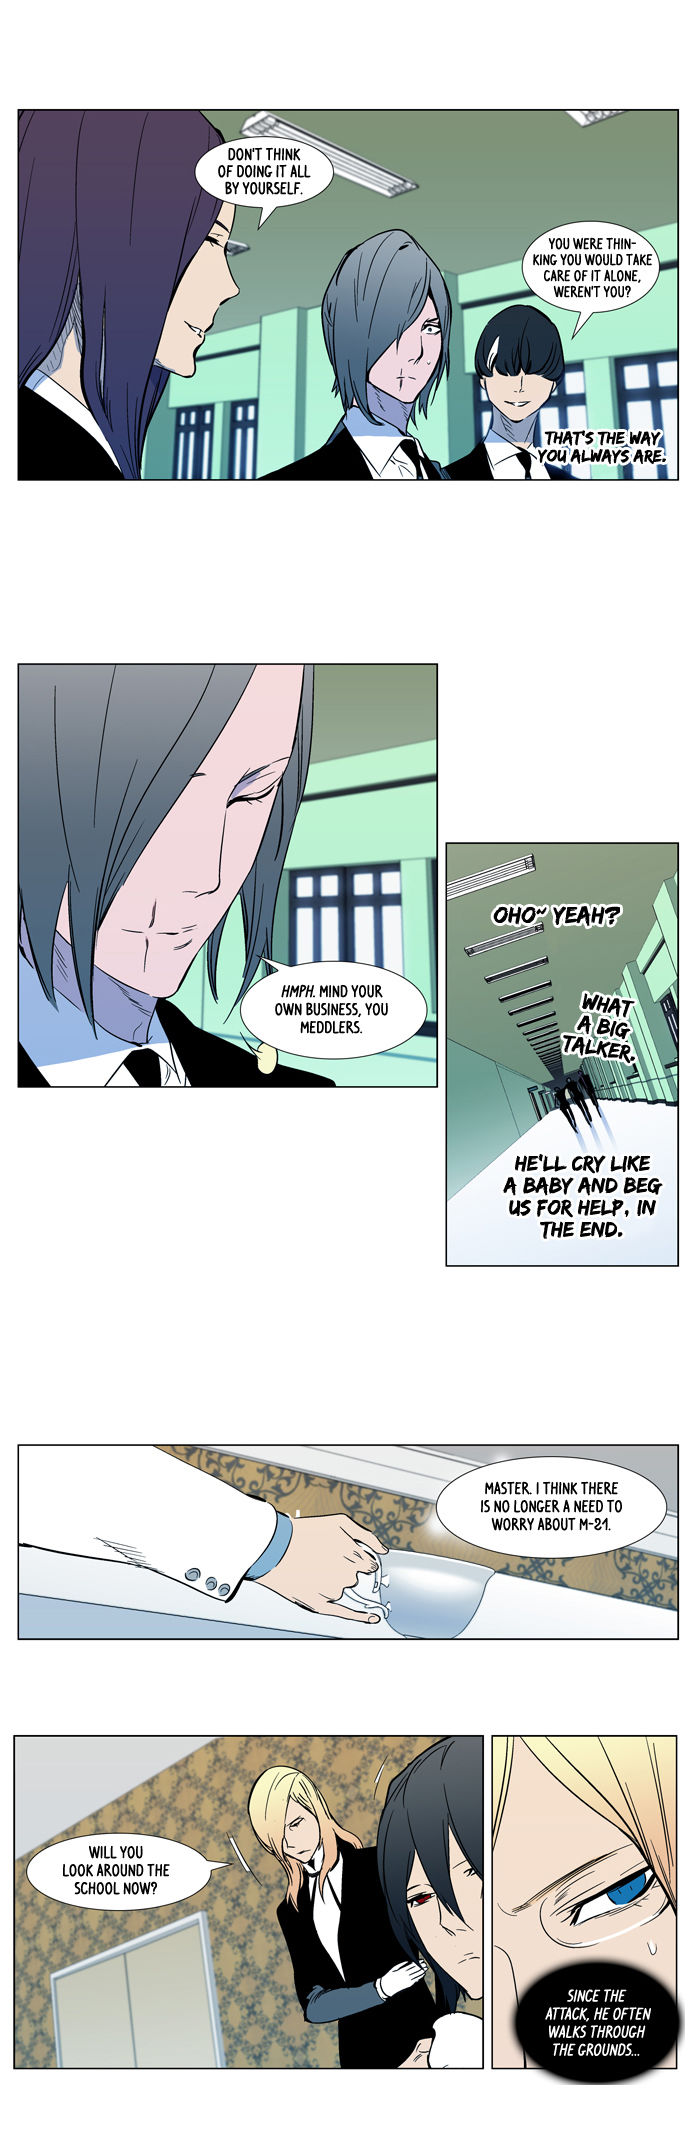 DON'T THINK
OF DOING IT ALL
BY YOURSELF.
YOU WERE THIN-
KING YOU WOULD TAKE
CARE OF IT ALONE,
WEREN'T YOU?
THAT'S THE WAY
YOU ALWAYS ARE.
HMPH. MIND YOUR
OWN BUSINESS, YOU
MEDDLERS.
OHO~ YEAH?
WHAT
A BIG
TALKER.
HE'LL CRY LIKE
A BABY AND BEG
US FOR HELP, IN
THE END.
MASTER. I THINK THERE
IS NO LONGER A NEED TO
WORRY ABOUT M-21.
WILL YOU
LOOK AROUND THE
SCHOOL NOW?
SINCE THE
ATTACK, HE OFTEN
WALKS THROUGH
THE GROUNDS...